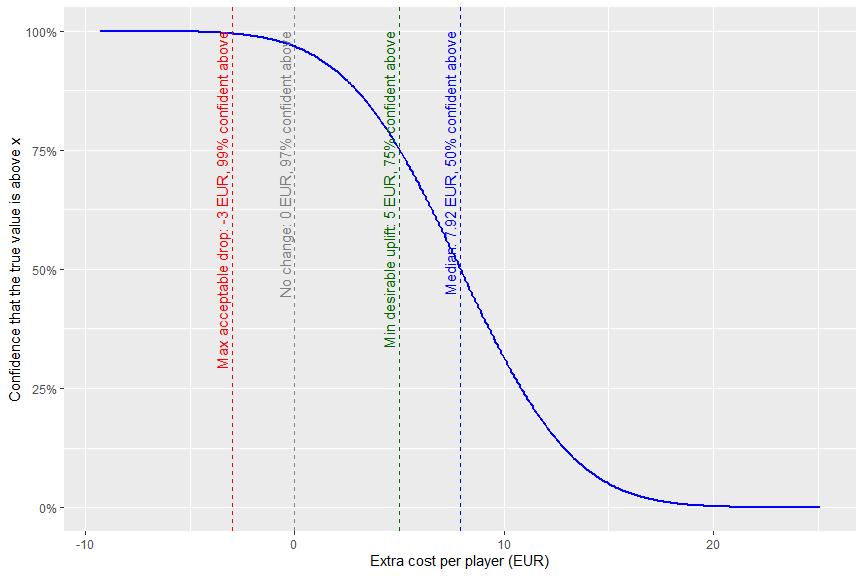 100%
75%
50%
25%
0%
Confidence that the true value is above x
Max acceptable drop: -3 EUR, 99% confident above
No change: 0 EUR, 97% confident above
Min desirable uplift: 5 EUR, 75% confident above
Median: 7.92 EUR, 50% confident above
-10
0
10
20
Extra cost per player (EUR)